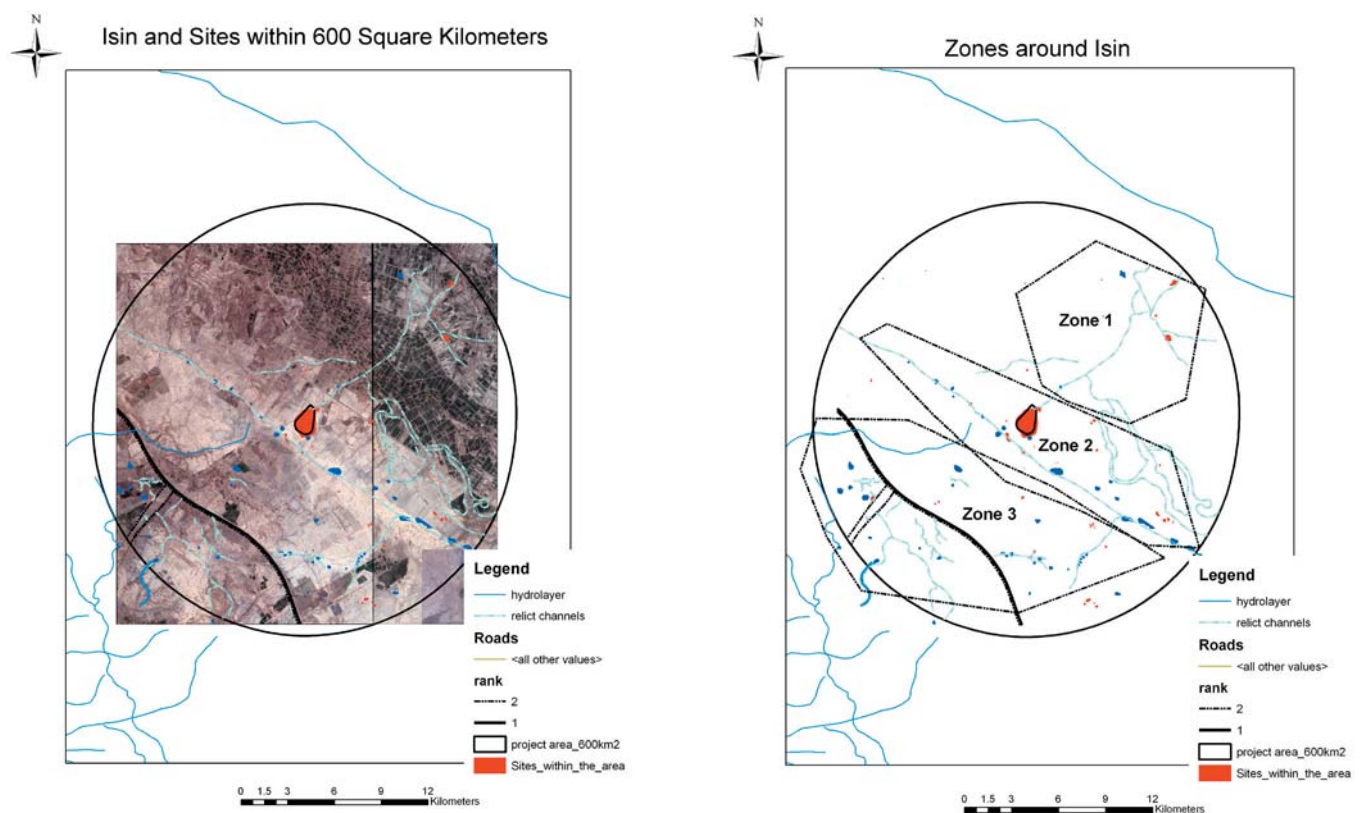 N
Isin and Sites within 600 Square Kilometers
Legend
hydrolayer
relict channels
Roads
<all other values>
rank
2
1
project area_600km2
Sites_within_the_area
0 1.5 3 6 9 12
Kilometers
N
Zones around Isin
Zone 1
Zone 2
Zone 3
Legend
hydrolayer
relict channels
Roads
<all other values>
rank
2
1
project area_600km2
Sites_within_the_area
0 1.5 3 6 9 12
Kilometers